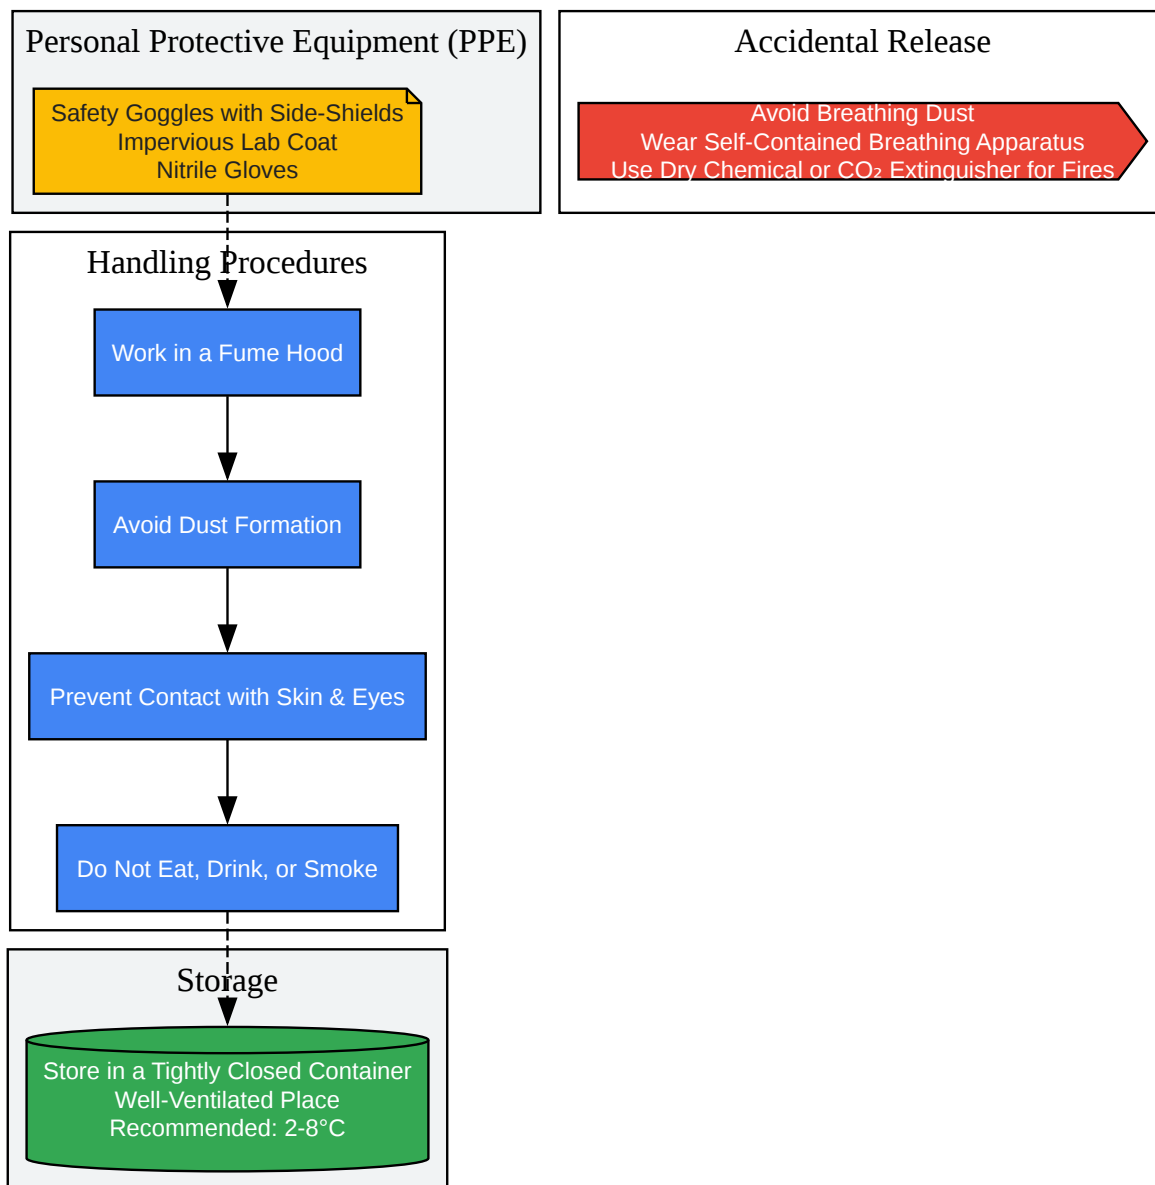 Personal Protective Equipment (PPE)
Safety Goggles with Side-Shields
Impervious Lab Coat
Nitrile Gloves
Accidental Release
Avoid Breathing Dust
Wear Self-Contained Breathing Apparatus
Use Dry Chemical or CO₂ Extinguisher for Fires
Handling Procedures
Work in a Fume Hood
Avoid Dust Formation
Prevent Contact with Skin & Eyes
Do Not Eat, Drink, or Smoke
Storage
Store in a Tightly Closed Container
Well-Ventilated Place
Recommended: 2-8°C